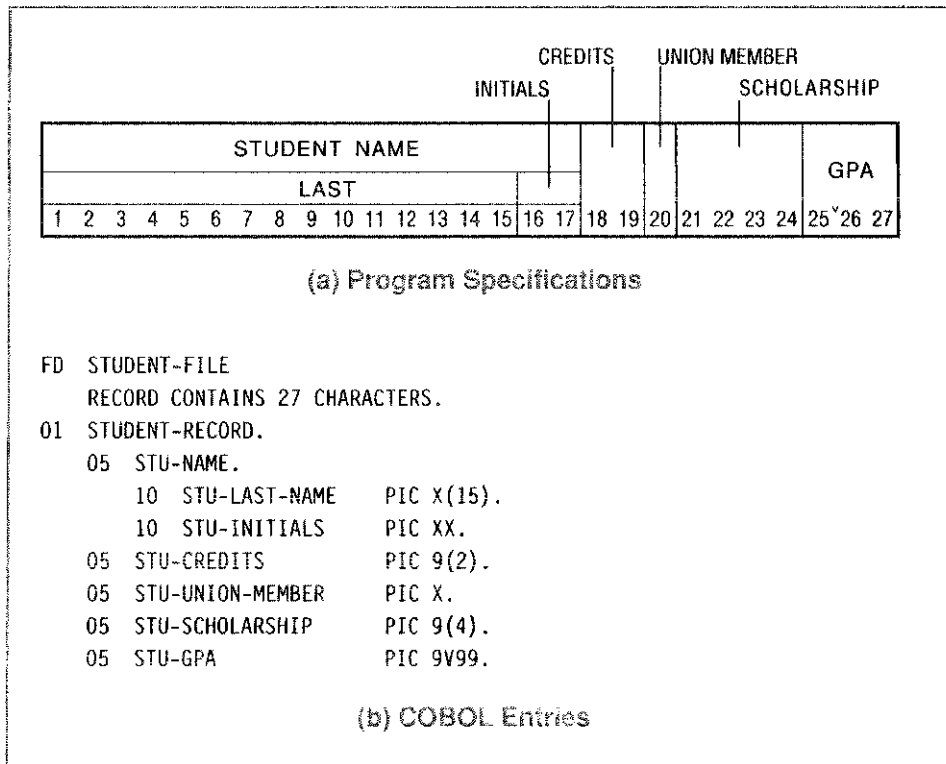 CREDITS UNION MEMBER
INITIALS SCHOLARSHIP
STUDENT NAME
GPA
LAST
1 2 3 4 5 6 7 8 9 10 11 12 13 14 15 16 17 18 19 20 21 22 23 24 25 v 26 27
(a) Program Specifications
FD STUDENT-FILE
RECORD CONTAINS 27 CHARACTERS.
01 STUDENT-RECORD.
05 STU-NAME.
10 STU-LAST-NAME PIC X(15).
10 STU-INITIALS PIC XX.
05 STU-CREDITS PIC 9(2).
05 STU-UNION-MEMBER PIC X.
05 STU-SCHOLARSHIP PIC 9(4).
05 STU-GPA PIC 9V99.
(b) COBOL Entries